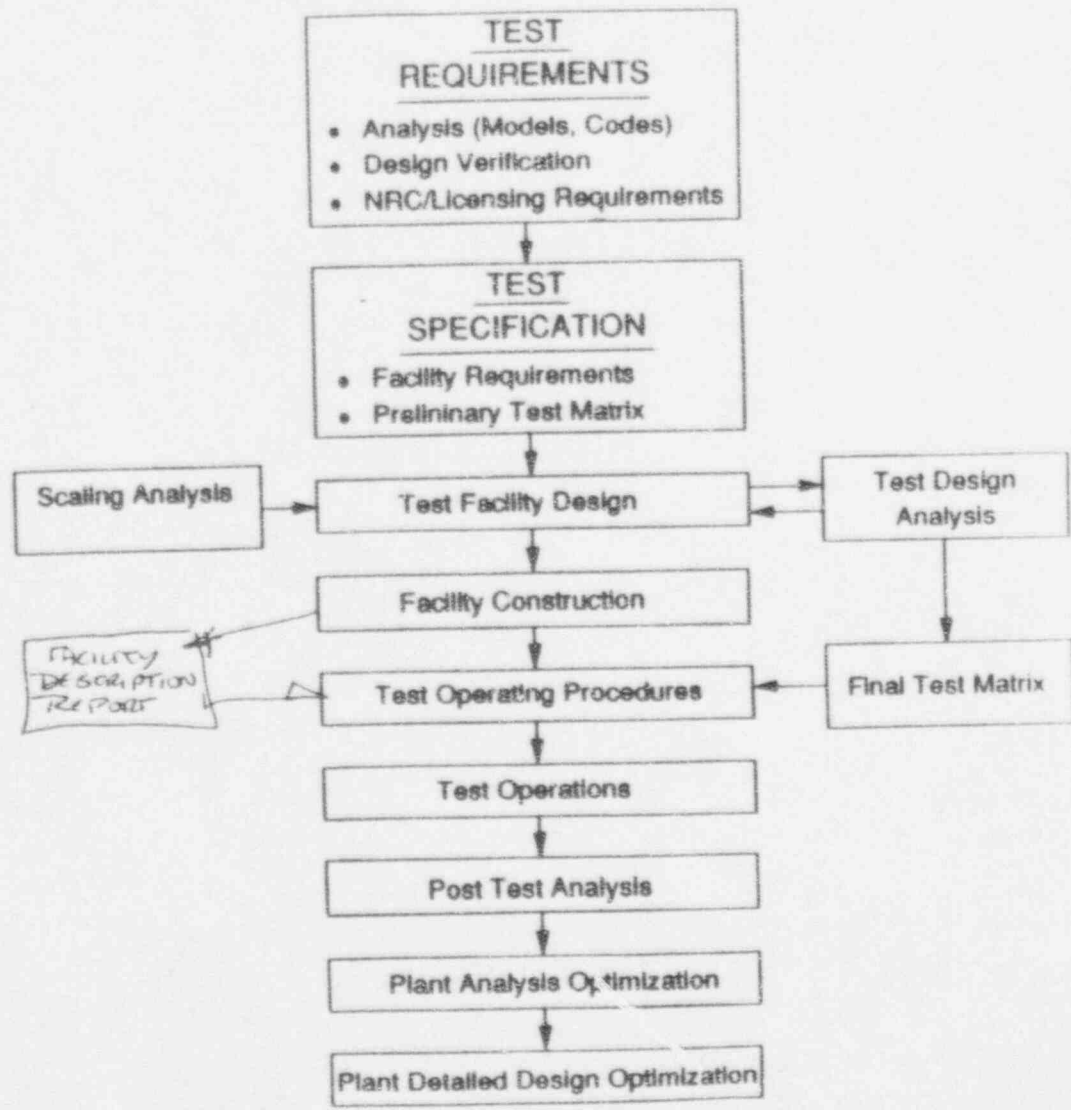 TEST
REQUIREMENTS
• Analysis (Models, Codes)
• Design Verification
• NRC/Licensing Requirements
TEST
SPECIFICATION
• Facility Requirements
• Prelininary Test Matrix
Scaling Analysis
Test Facility Design
Test Design
Analysis
Facility Construction
FACILITY
DESCRIPTION
REPORT
Test Operating Procedures
Final Test Matrix
Test Operations
Post Test Analysis
Plant Analysis Optimization
Plant Detailed Design Optimization